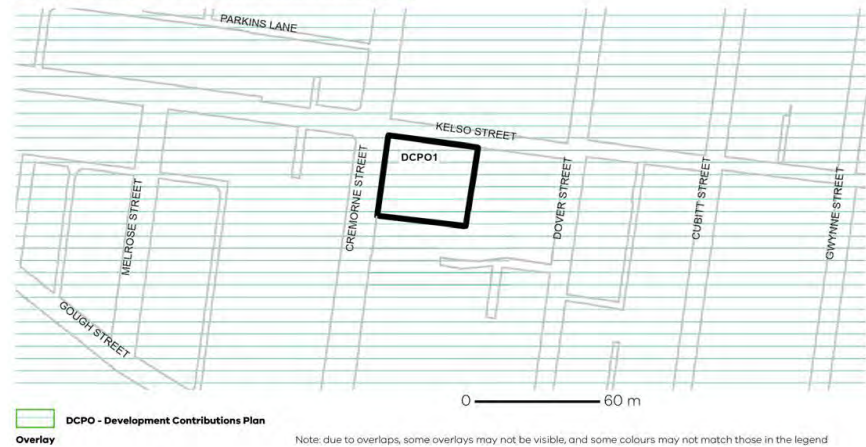 PARKINS LANE
KELSO STREET
DCPO1
CREMORNE STREET
MELROSE STREET
DOVER STREET
CUBITT STREET
GWYNNE STREET
GOUGH STREET
0 60 m
DCPO - Development Contributions Plan
Overlay
Note: due to overlaps, some overlays may not be visible, and some colours may not match those in the legend